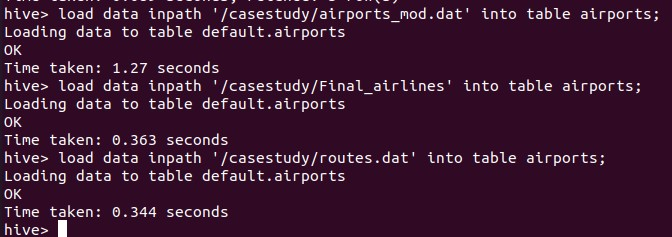 hive> load data inpath '/casestudy/airports_mod.dat' into table airports;
Loading data to table default.airports
OK
Time taken: 1.27 seconds
hive> load data inpath '/casestudy/Final_airlines' into table airports;
Loading data to table default.airports
OK
Time taken: 0.363 seconds
hive> load data inpath '/casestudy/routes.dat' into table airports;
Loading data to table default.airports
OK
Time taken: 0.344 seconds
hive>